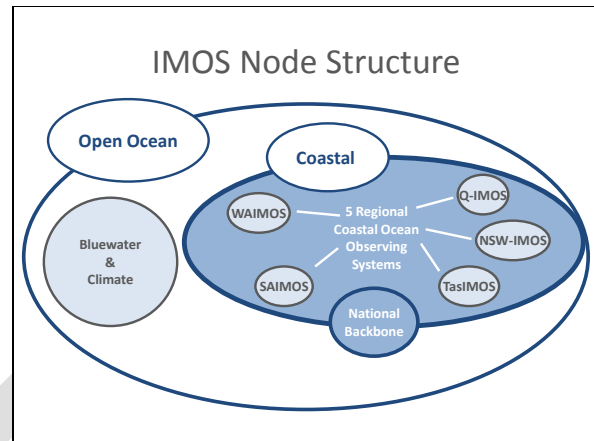 IMOS Node Structure
Open Ocean
Coastal
Bluewater
&
Climate
WAIMOS
5 Regional
Coastal Ocean
Observing
Systems
Q-IMOS
NSW-IMOS
SAIMOS
TasIMOS
National
Backbone